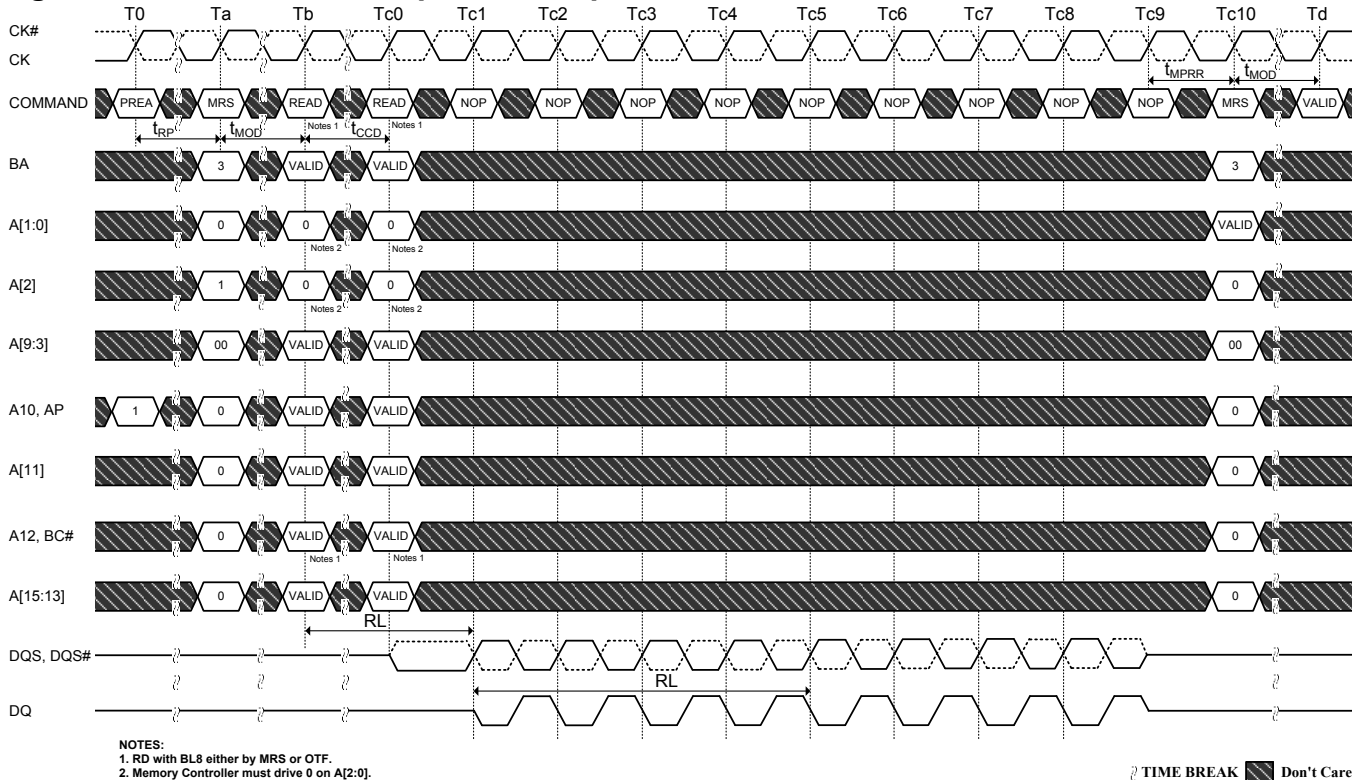 T0 Ta Tb Tc0 Tc1 Tc2 Tc3 Tc4 Tc5 Tc6 Tc7 Tc8 Tc9 Tc10 Td
CK#
CK
tMPRR tMOD
COMMAND PREA MRS READ READ NOP NOP NOP NOP NOP NOP NOP NOP NOP MRS VALID
Notes 1 Notes 1
tRP tMOD tCCD
BA 3 VALID VALID 3
A[1:0] 0 0 0 VALID
Notes 2 Notes 2
A[2] 1 0 0 0
Notes 2 Notes 2
A[9:3] 00 VALID VALID 00
A10, AP 1 0 VALID VALID 0
A[11] 0 VALID VALID 0
A12, BC# 0 VALID VALID 0
Notes 1 Notes 1
A[15:13] 0 VALID VALID 0
RL
DQS, DQS#
RL
DQ
NOTES:
1. RD with BL8 either by MRS or OTF.
2. Memory Controller must drive 0 on A[2:0].
TIME BREAK Don't Care